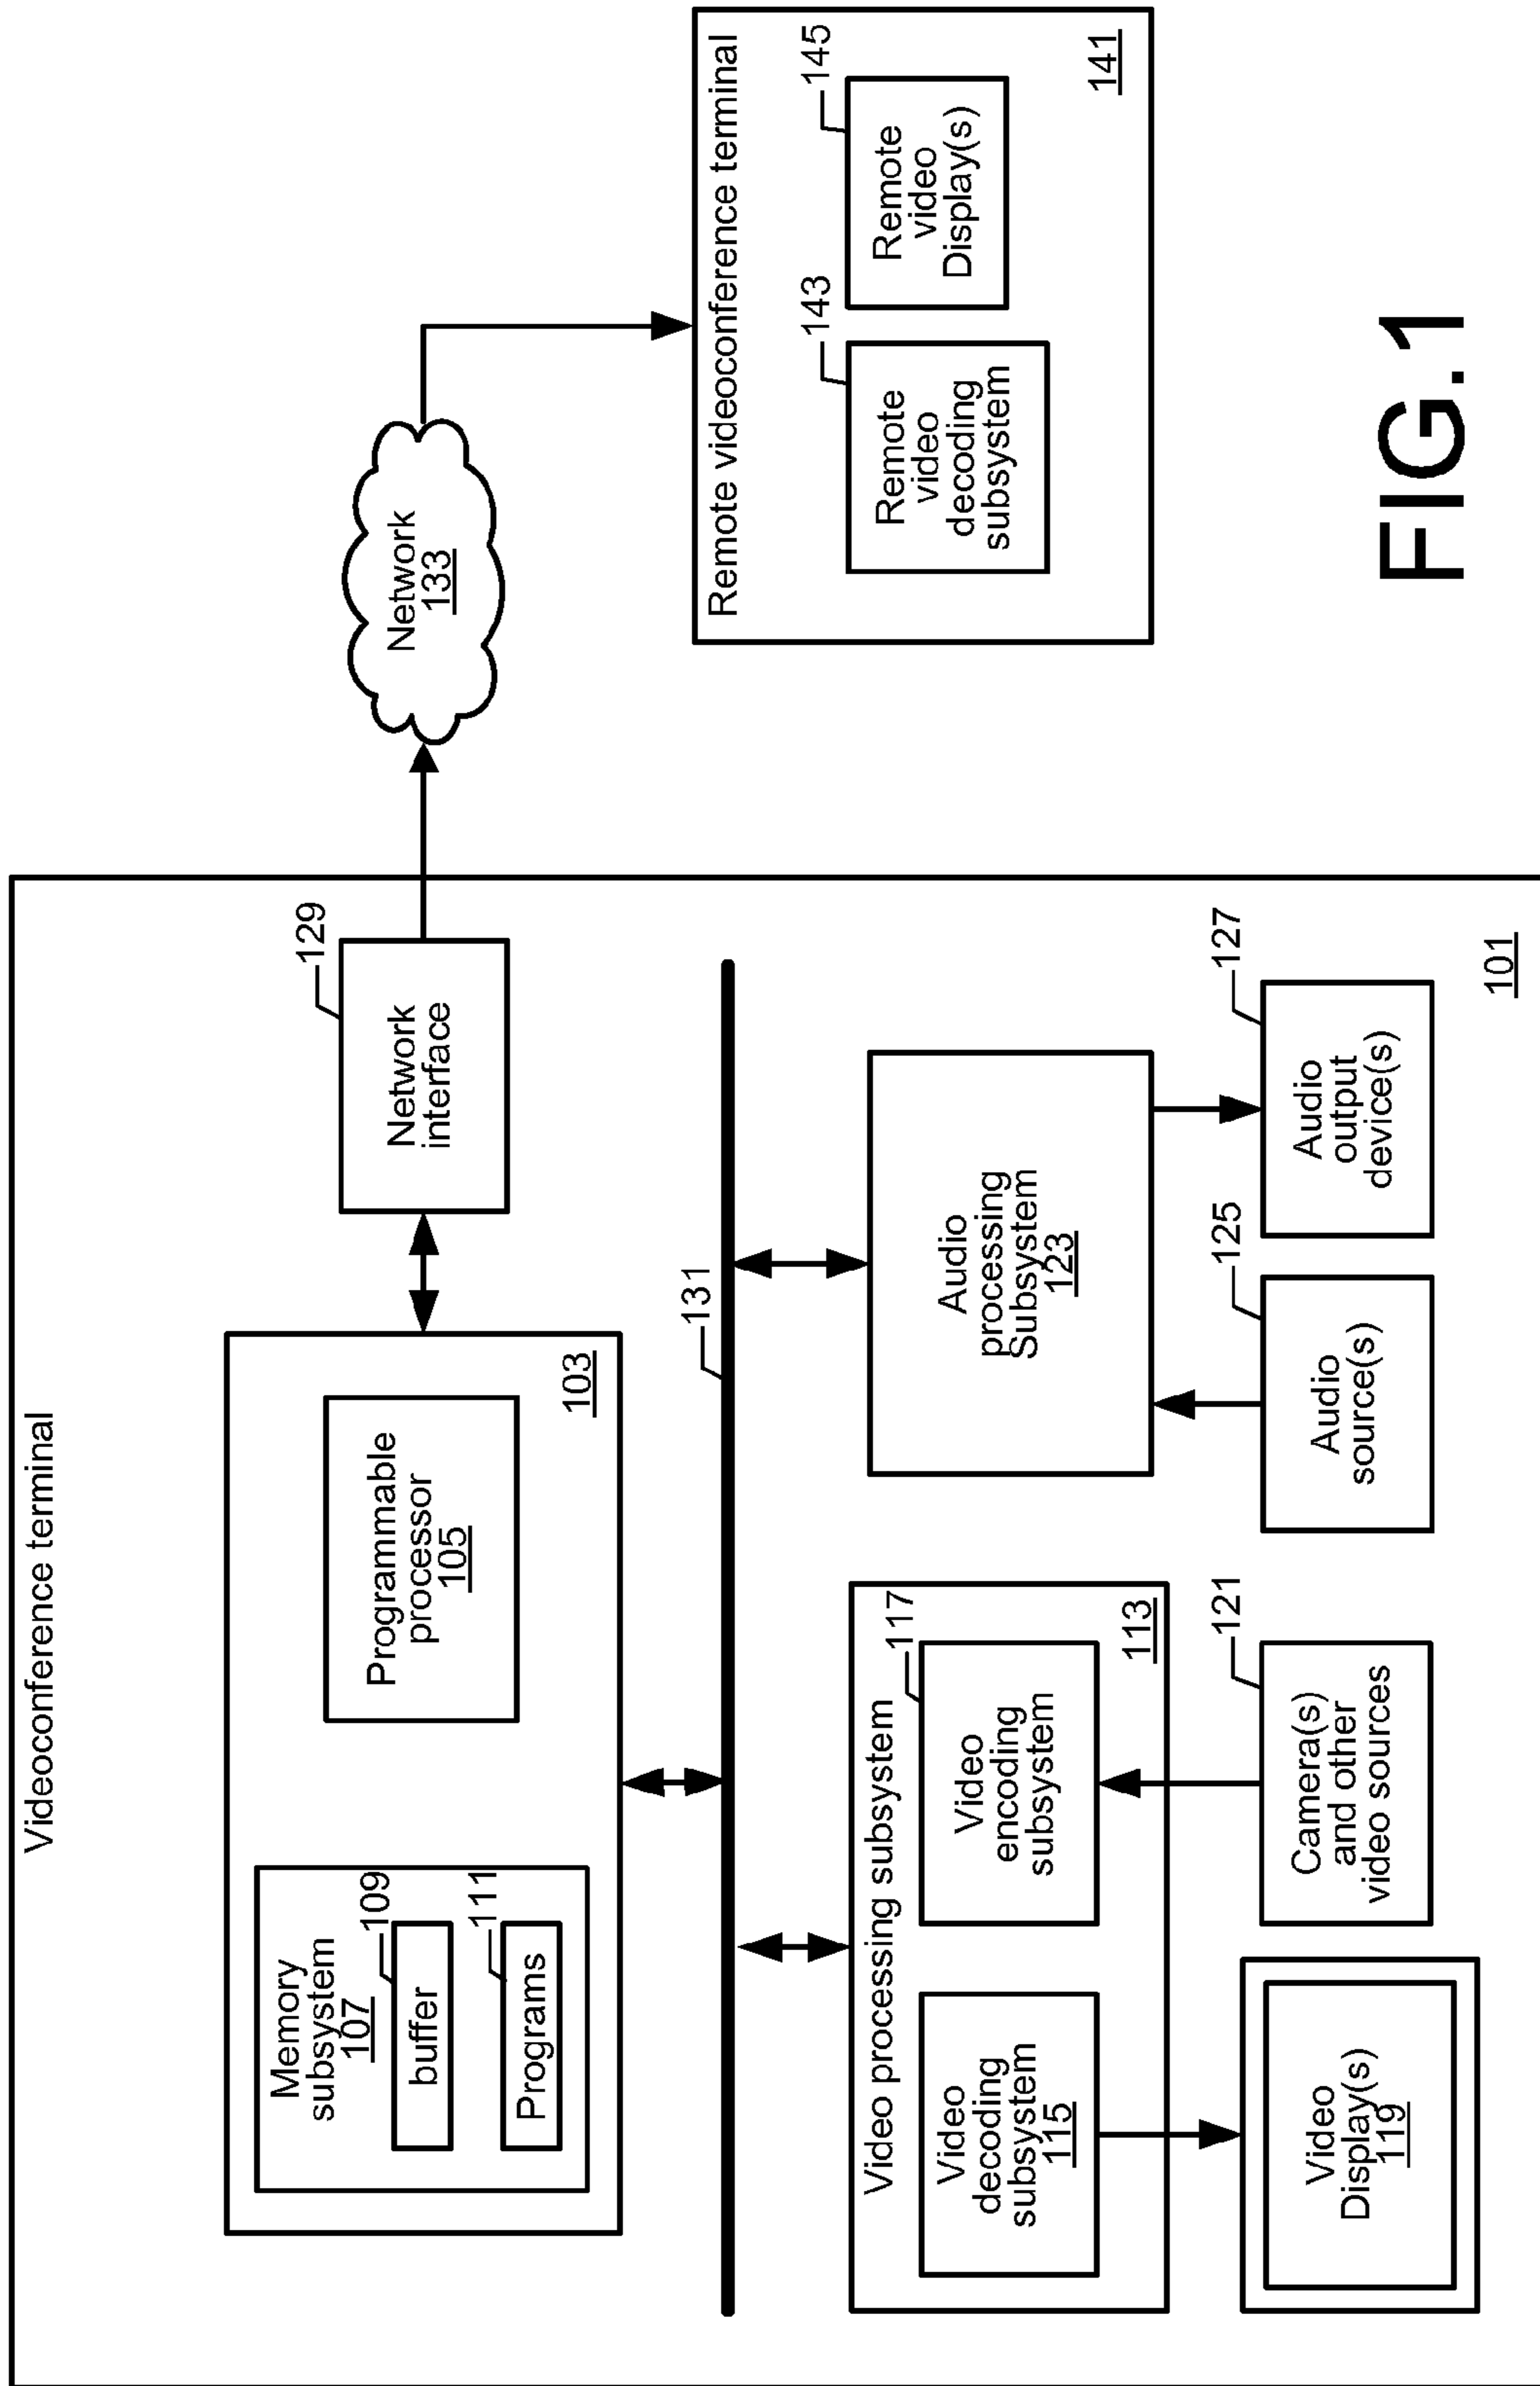 Videoconference terminal
Memory
subsystem
107
109
buffer
111
Programs
Programmable
processor
105
103
129
Network
interface
Network
133
131
Video processing subsystem
Video
decoding
subsystem
115
117
Video
encoding
subsystem
113
Audio
processing
Subsystem
123
Video
Display(s)
119
121
Camera(s)
and other
video sources
125
Audio
source(s)
127
Audio
output
device(s)
101
Remote videoconference terminal
143
Remote
video
decoding
subsystem
145
Remote
video
Display(s)
141
FIG.1